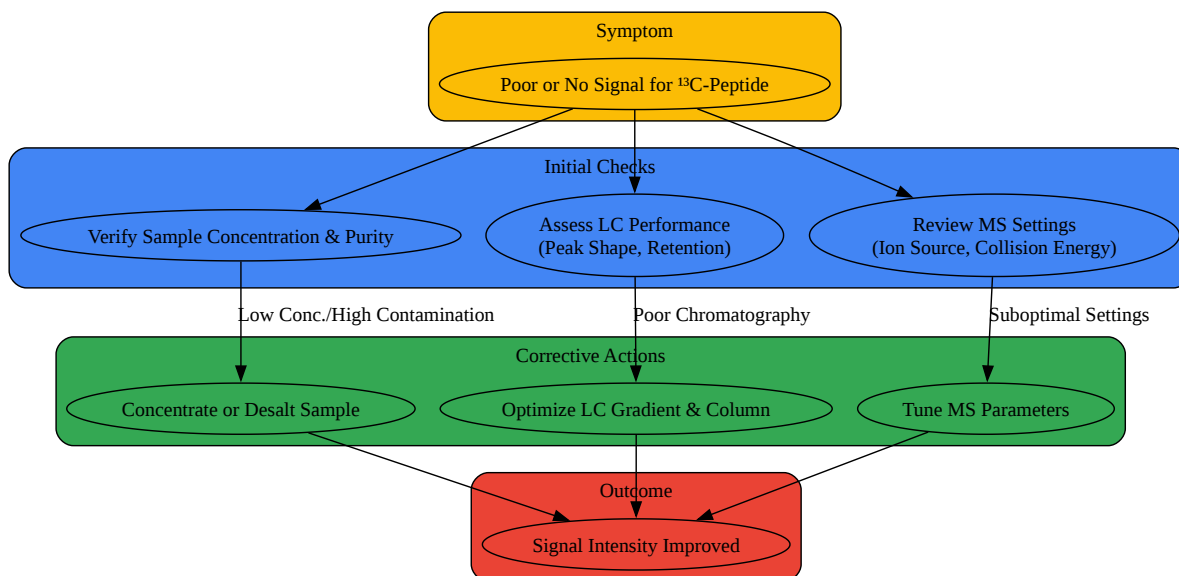 Symptom
Poor or No Signal for ¹³C-Peptide
Initial Checks
Verify Sample Concentration & Purity
Assess LC Performance
(Peak Shape, Retention)
Review MS Settings
(Ion Source, Collision Energy)
Low Conc./High Contamination
Poor Chromatography
Suboptimal Settings
Corrective Actions
Concentrate or Desalt Sample
Optimize LC Gradient & Column
Tune MS Parameters
Outcome
Signal Intensity Improved